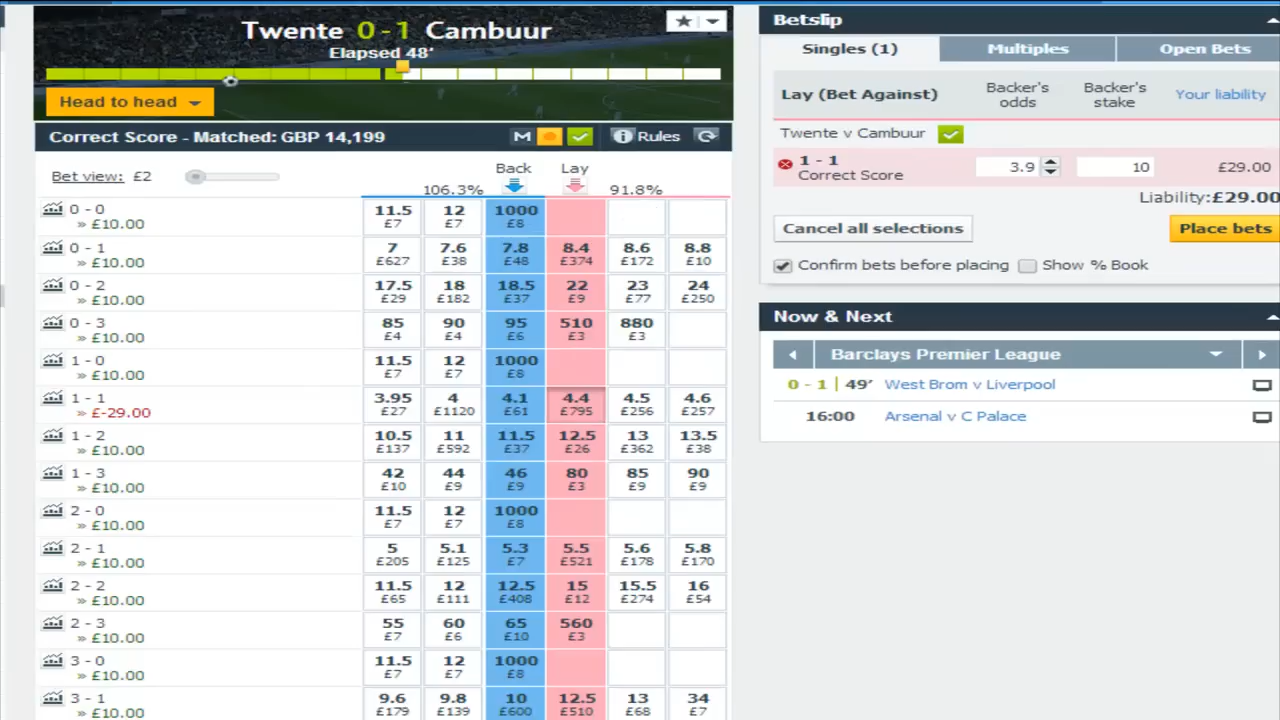 Twente 0 - 1 Cambuur
Elapsed 48'
Head to head
Correct Score - Matched: GBP 14,199
M
Rules
Bet view: £2
Back
Lay
106.3%
91.8%
0 - 0
» £10.00
11.5 12 1000
£7 £7 £8
0 - 1
» £10.00
7 7.6 7.8 8.4 8.6 8.8
£627 £38 £48 £374 £172 £10
0 - 2
» £10.00
17.5 18 18.5 22 23 24
£29 £182 £37 £9 £77 £250
0 - 3
» £10.00
85 90 95 510 880
£4 £4 £6 £3 £3
1 - 0
» £10.00
11.5 12 1000
£7 £7 £8
1 - 1
» £-29.00
3.95 4 4.1 4.4 4.5 4.6
£27 £1120 £61 £795 £256 £257
1 - 2
» £10.00
10.5 11 11.5 12.5 13 13.5
£137 £592 £37 £26 £362 £38
1 - 3
» £10.00
42 44 46 80 85 90
£10 £9 £9 £3 £9 £9
2 - 0
» £10.00
11.5 12 1000
£7 £7 £8
2 - 1
» £10.00
5 5.1 5.3 5.5 5.6 5.8
£205 £125 £7 £521 £178 £170
2 - 2
» £10.00
11.5 12 12.5 15 15.5 16
£65 £111 £408 £12 £274 £54
2 - 3
» £10.00
55 60 65 560
£7 £6 £10 £3
3 - 0
» £10.00
11.5 12 1000
£7 £7 £8
3 - 1
» £10.00
9.6 9.8 10 12.5 13 34
£179 £139 £600 £510 £68 £7
Betslip
Singles (1) Multiples Open Bets
Lay (Bet Against) Backer's odds Backer's stake Your liability
Twente v Cambuur
1 - 1
Correct Score
3.9 10 £29.00
Liability:£29.00
Cancel all selections
Place bets
Confirm bets before placing
Show % Book
Now & Next
Barclays Premier League
0 - 1 | 49' West Brom v Liverpool
16:00 Arsenal v C Palace